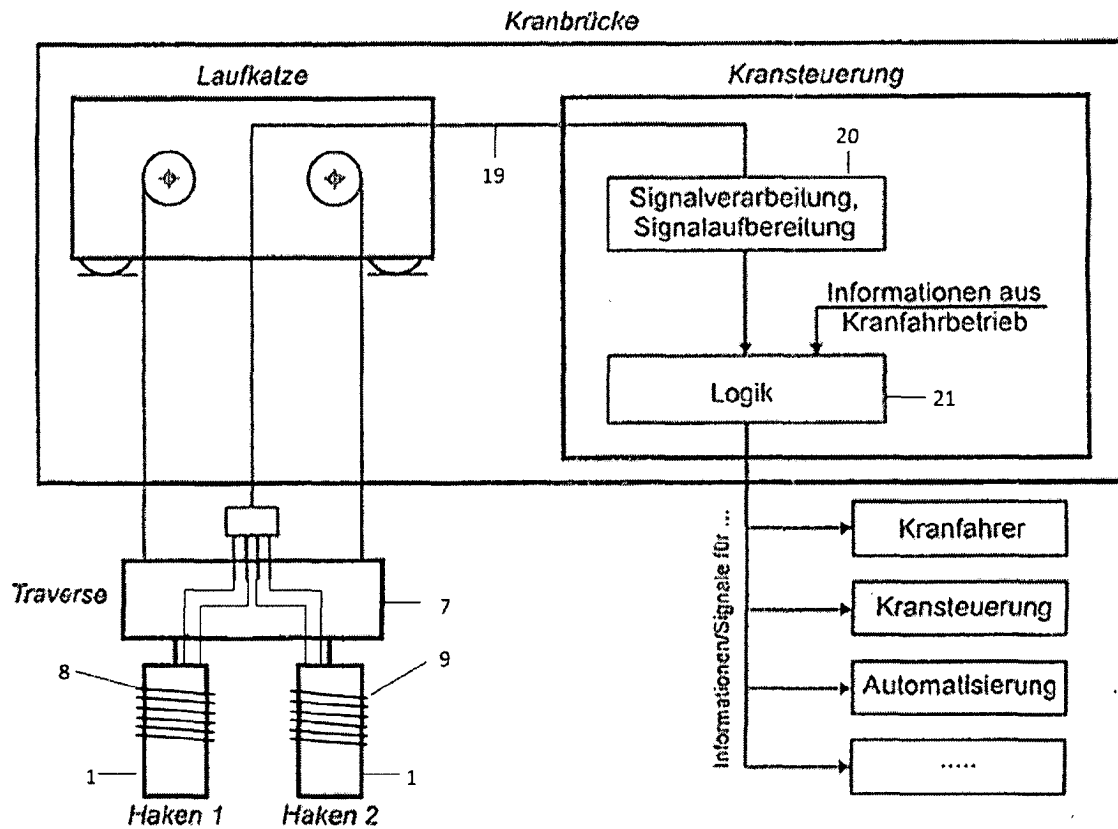 Kranbrücke
Laufkatze
Kransteuerung
19
20
Signalverarbeitung,
Signalaufbereitung
Informationen aus
Kranfahrbetrieb
Logik
21
Informationen/Signale für ...
Kranfahrer
Kransteuerung
Automatisierung
.....
Traverse
7
8
9
1
1
Haken 1
Haken 2